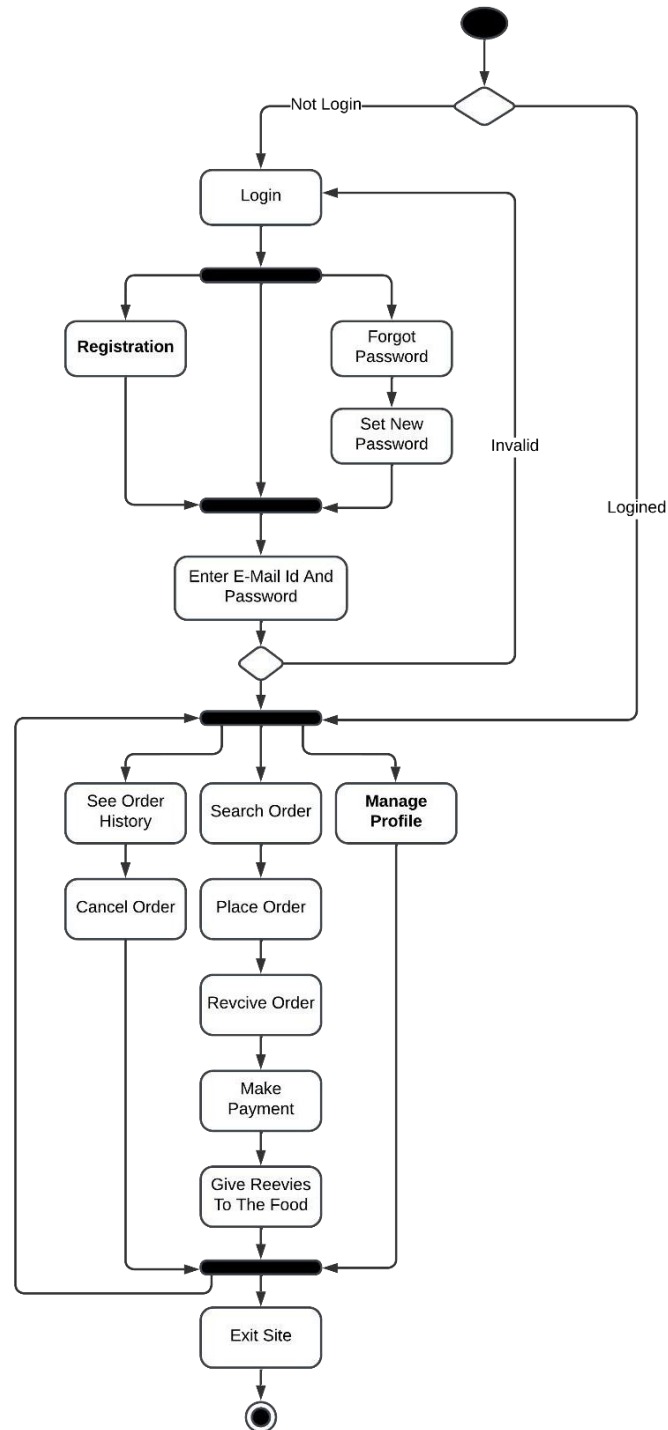 Not Login
Login
Registration
Forgot
Password
Set New
Password
Invalid
Logined
Enter E-Mail Id And
Password
See Order
History
Search Order
Manage
Profile
Cancel Order
Place Order
Revcive Order
Make
Payment
Give Reevies
To The Food
Exit Site